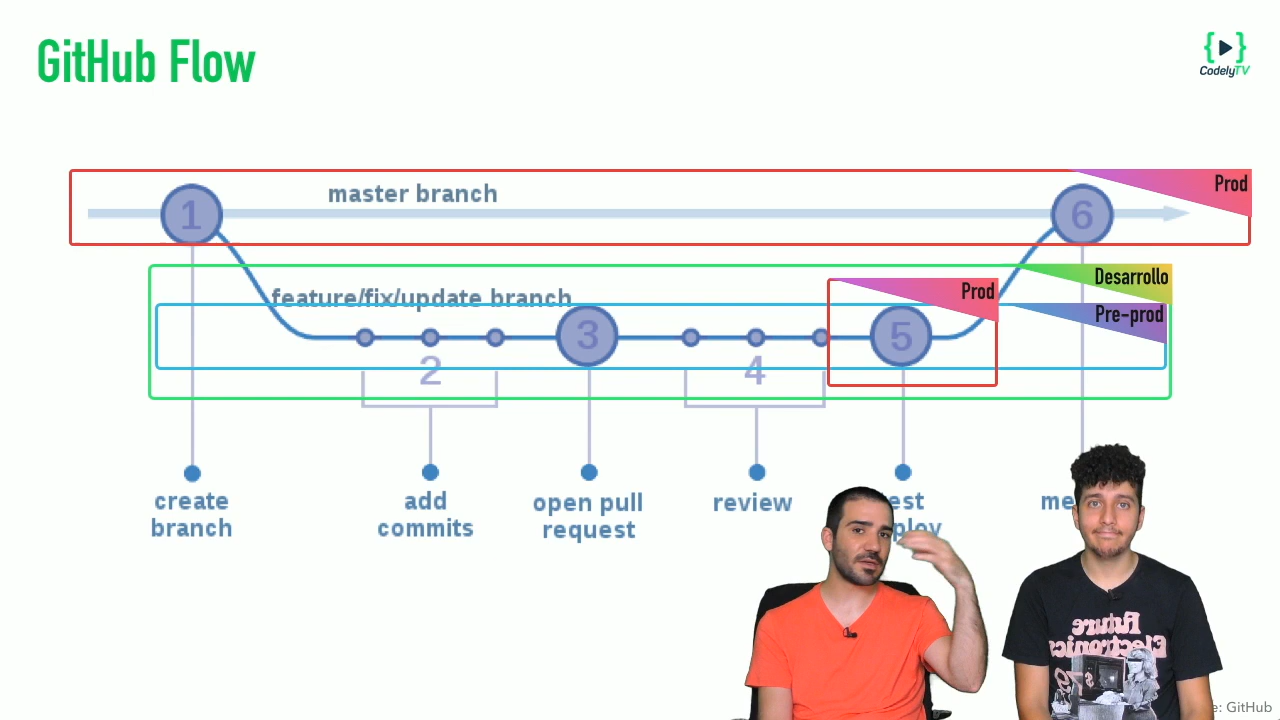 GitHub Flow
CodelyTV
master branch
Prod
1
6
Desarrollo
feature/fix/update branch
Prod
Pre-prod
3
5
2
4
create
branch
add
commits
open pull
request
review
Future
Electronics
GitHub